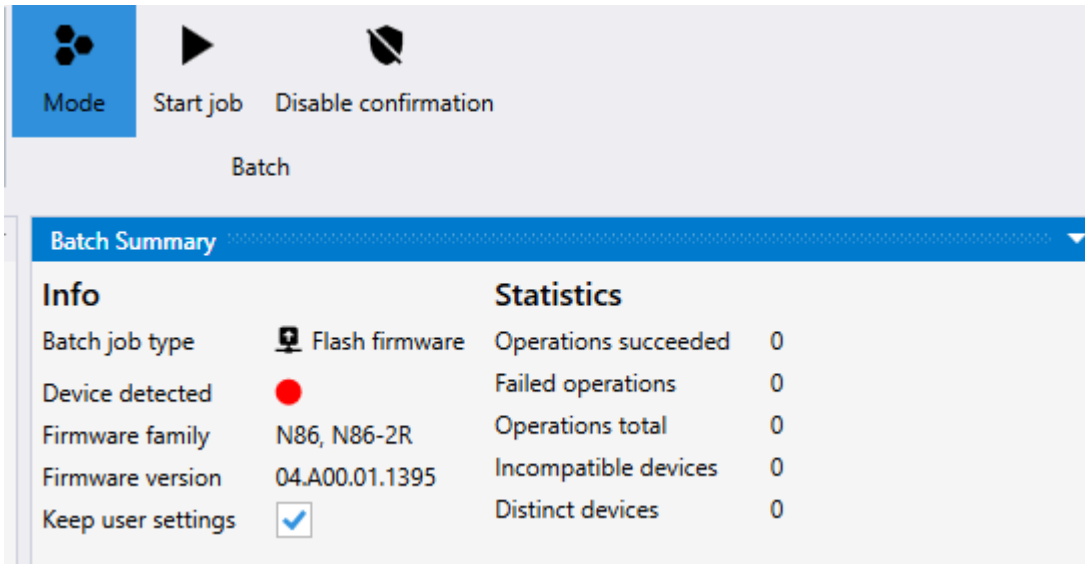 Mode
Start job
Disable confirmation
Batch
Batch Summary
Info
Batch job type Flash firmware
Device detected
Firmware family N86, N86-2R
Firmware version 04.A00.01.1395
Keep user settings
Statistics
Operations succeeded 0
Failed operations 0
Operations total 0
Incompatible devices 0
Distinct devices 0